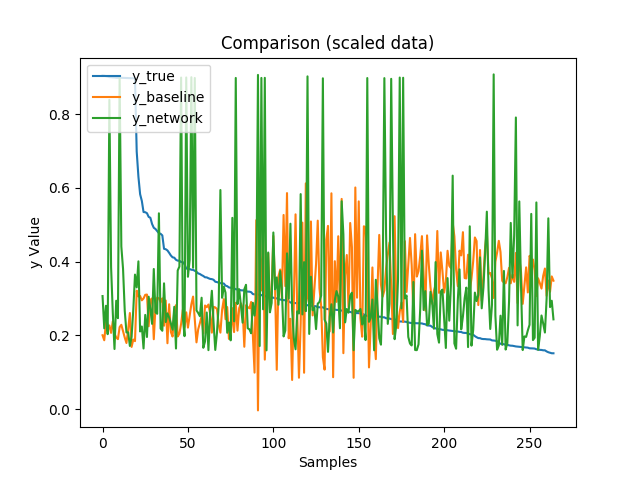 Comparison (scaled data)
y_true
y_baseline
y_network
0.8
0.6
0.4
0.2
0.0
y Value
0
50
100
150
200
250
Samples